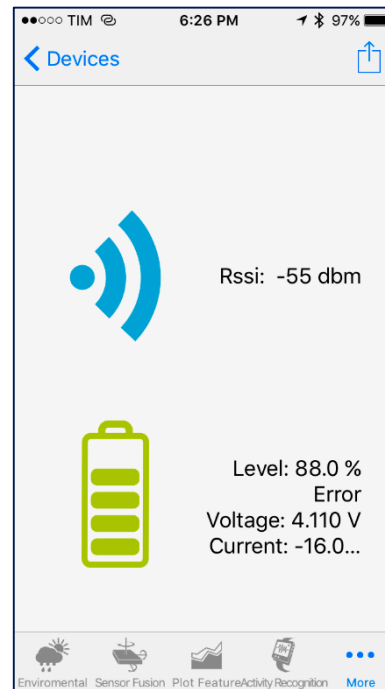 ●●○○○ TIM 6:26 PM 97%
Devices
Rssi: -55 dbm
Level: 88.0 %
Error
Voltage: 4.110 V
Current: -16.0...
Enviromental Sensor Fusion Plot Feature Activity Recognition More